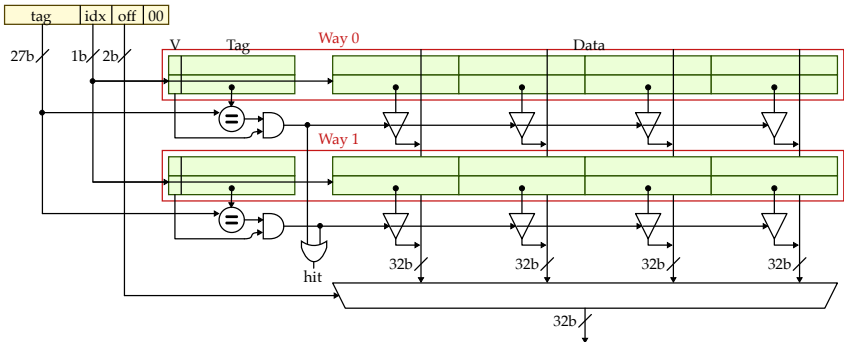 tag idx off 00
27b 1b 2b
Way 0
V Tag Data
Way 1
hit
32b 32b 32b 32b
32b